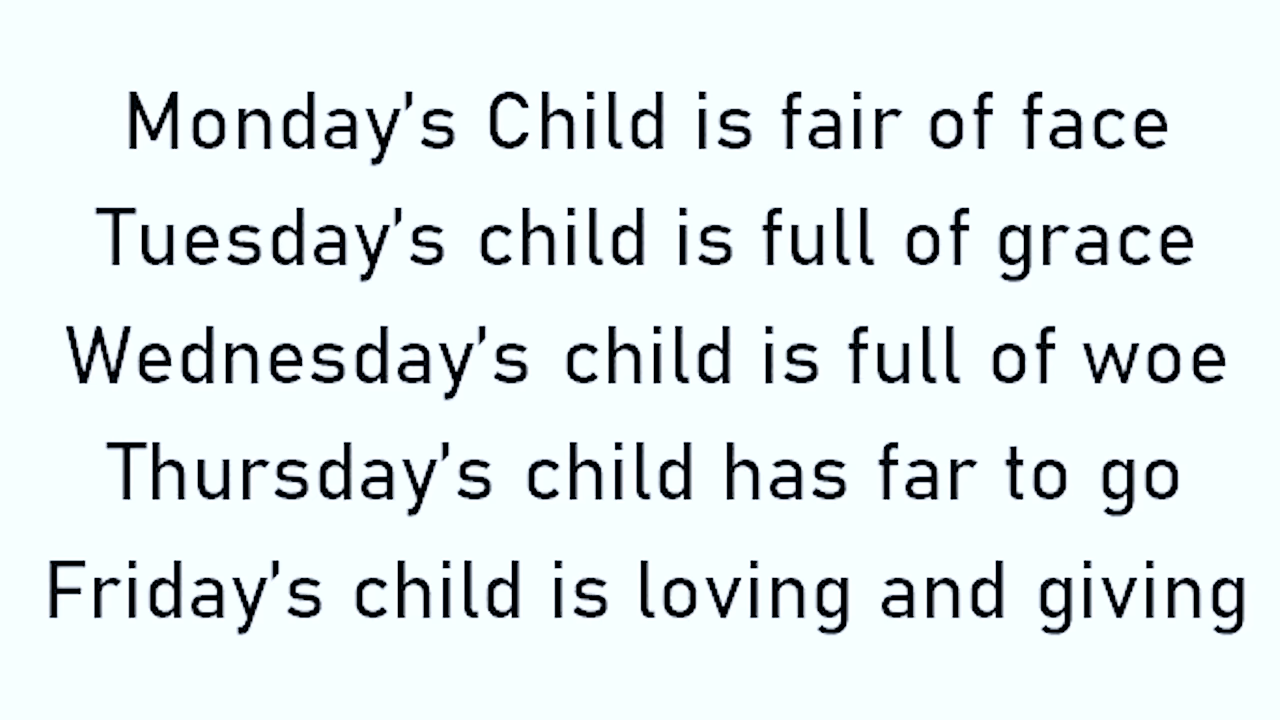 Monday’s Child is fair of face
Tuesday’s child is full of grace
Wednesday’s child is full of woe
Thursday’s child has far to go
Friday’s child is loving and giving